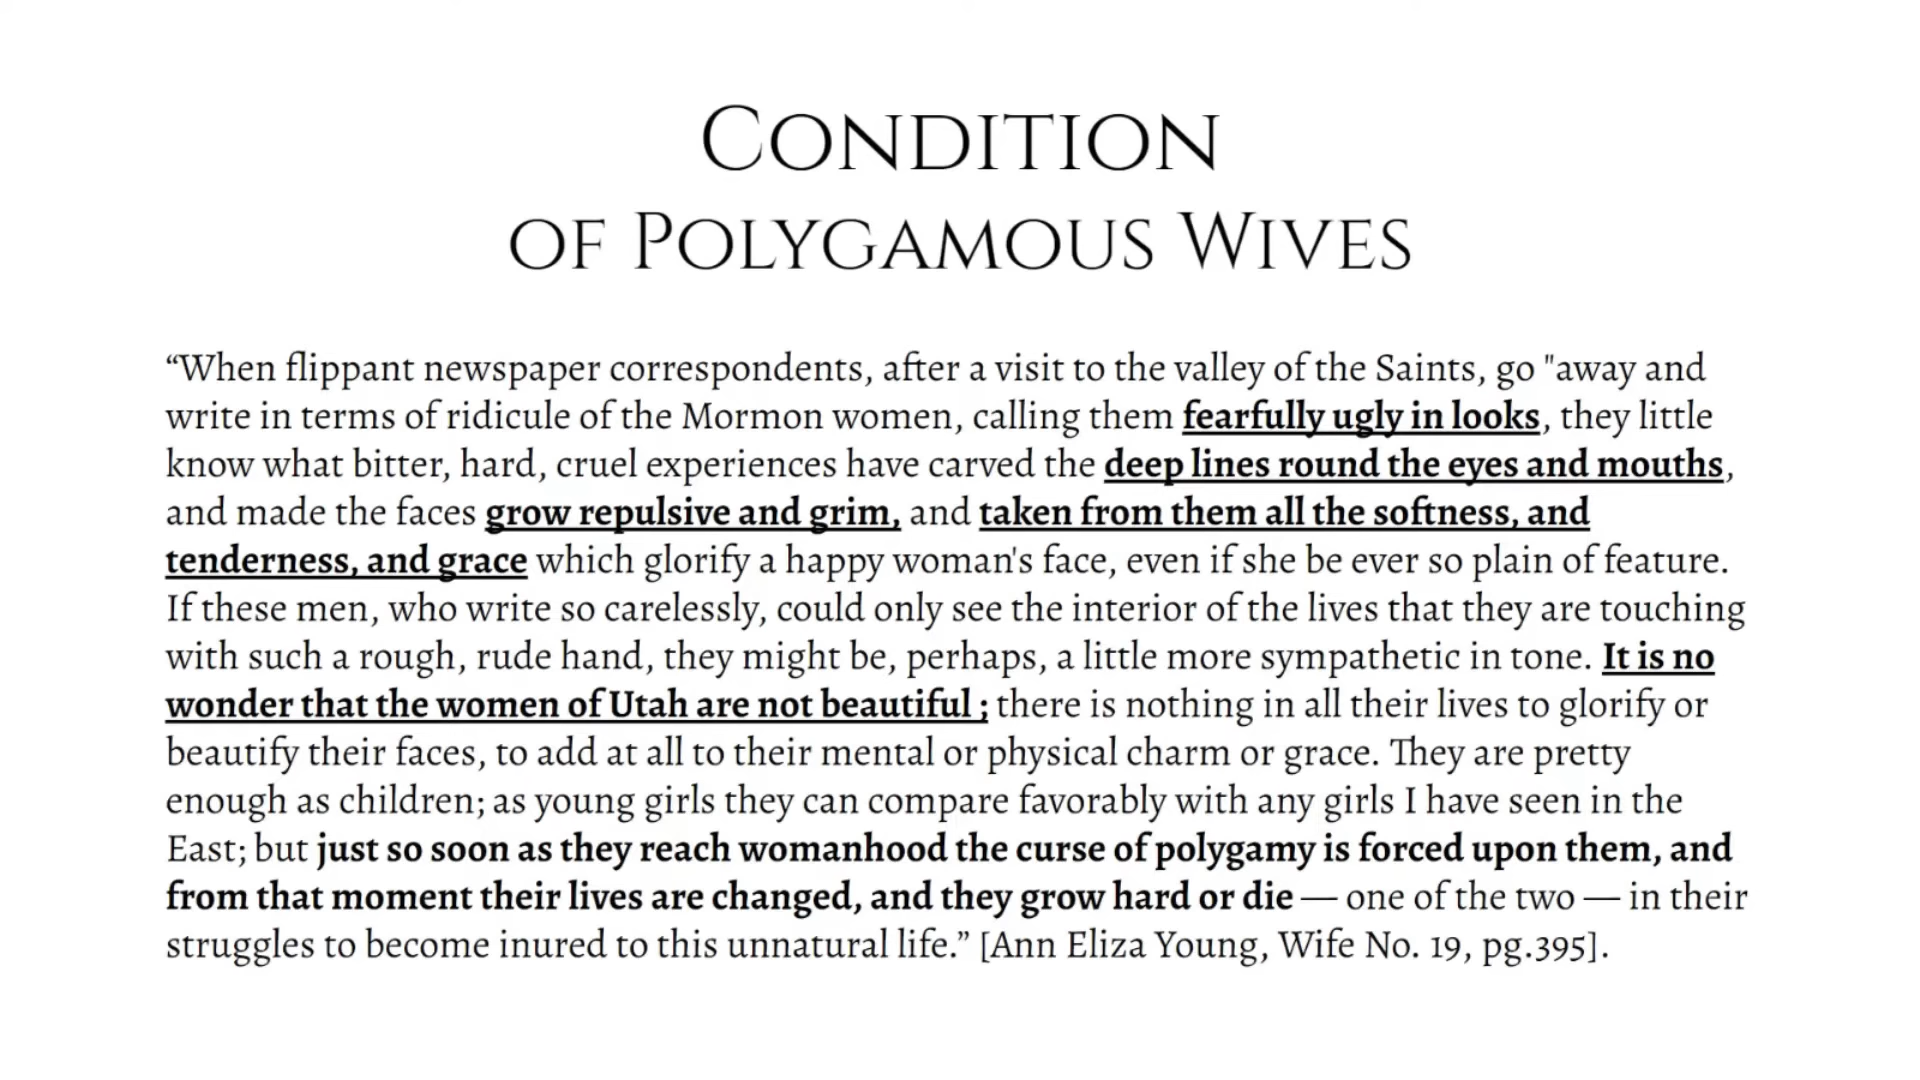 Condition
of Polygamous Wives
“When flippant newspaper correspondents, after a visit to the valley of the Saints, go "away and
write in terms of ridicule of the Mormon women, calling them fearfully ugly in looks, they little
know what bitter, hard, cruel experiences have carved the deep lines round the eyes and mouths,
and made the faces grow repulsive and grim, and taken from them all the softness, and
tenderness, and grace which glorify a happy woman's face, even if she be ever so plain of feature.
If these men, who write so carelessly, could only see the interior of the lives that they are touching
with such a rough, rude hand, they might be, perhaps, a little more sympathetic in tone. It is no
wonder that the women of Utah are not beautiful ; there is nothing in all their lives to glorify or
beautify their faces, to add at all to their mental or physical charm or grace. They are pretty
enough as children; as young girls they can compare favorably with any girls I have seen in the
East; but just so soon as they reach womanhood the curse of polygamy is forced upon them, and
from that moment their lives are changed, and they grow hard or die — one of the two — in their
struggles to become inured to this unnatural life.” [Ann Eliza Young, Wife No. 19, pg.395].